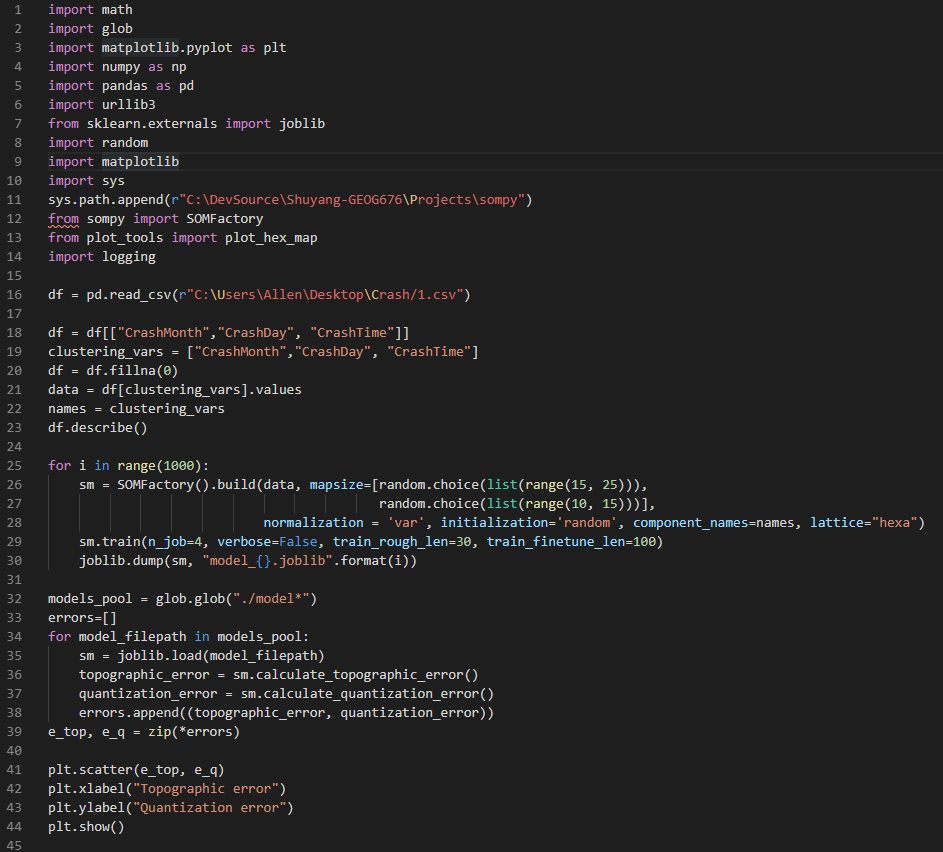 1 import math
2 import glob
3 import matplotlib.pyplot as plt
4 import numpy as np
5 import pandas as pd
6 import urllib3
7 from sklearn.externals import joblib
8 import random
9 import matplotlib
10 import sys
11 sys.path.append(r"C:\DevSource\Shuyang-GEOG676\Projects\sompy")
12 from sompy import SOMFactory
13 from plot_tools import plot_hex_map
14 import logging
15
16 df = pd.read_csv(r"C:\Users\Allen\Desktop\Crash/1.csv")
17
18 df = df[["CrashMonth","CrashDay", "CrashTime"]]
19 clustering_vars = ["CrashMonth","CrashDay", "CrashTime"]
20 df = df.fillna(0)
21 data = df[clustering_vars].values
22 names = clustering_vars
23 df.describe()
24
25 for i in range(1000):
26     sm = SOMFactory().build(data, mapsize=[random.choice(list(range(15, 25))),
27                                            random.choice(list(range(10, 15)))],
28                             normalization = 'var', initialization='random', component_names=names, lattice="hexa")
29     sm.train(n_job=4, verbose=False, train_rough_len=30, train_finetune_len=100)
30     joblib.dump(sm, "model_{}.joblib".format(i))
31
32 models_pool = glob.glob("./model*")
33 errors=[]
34 for model_filepath in models_pool:
35     sm = joblib.load(model_filepath)
36     topographic_error = sm.calculate_topographic_error()
37     quantization_error = sm.calculate_quantization_error()
38     errors.append((topographic_error, quantization_error))
39 e_top, e_q = zip(*errors)
40
41 plt.scatter(e_top, e_q)
42 plt.xlabel("Topographic error")
43 plt.ylabel("Quantization error")
44 plt.show()
45